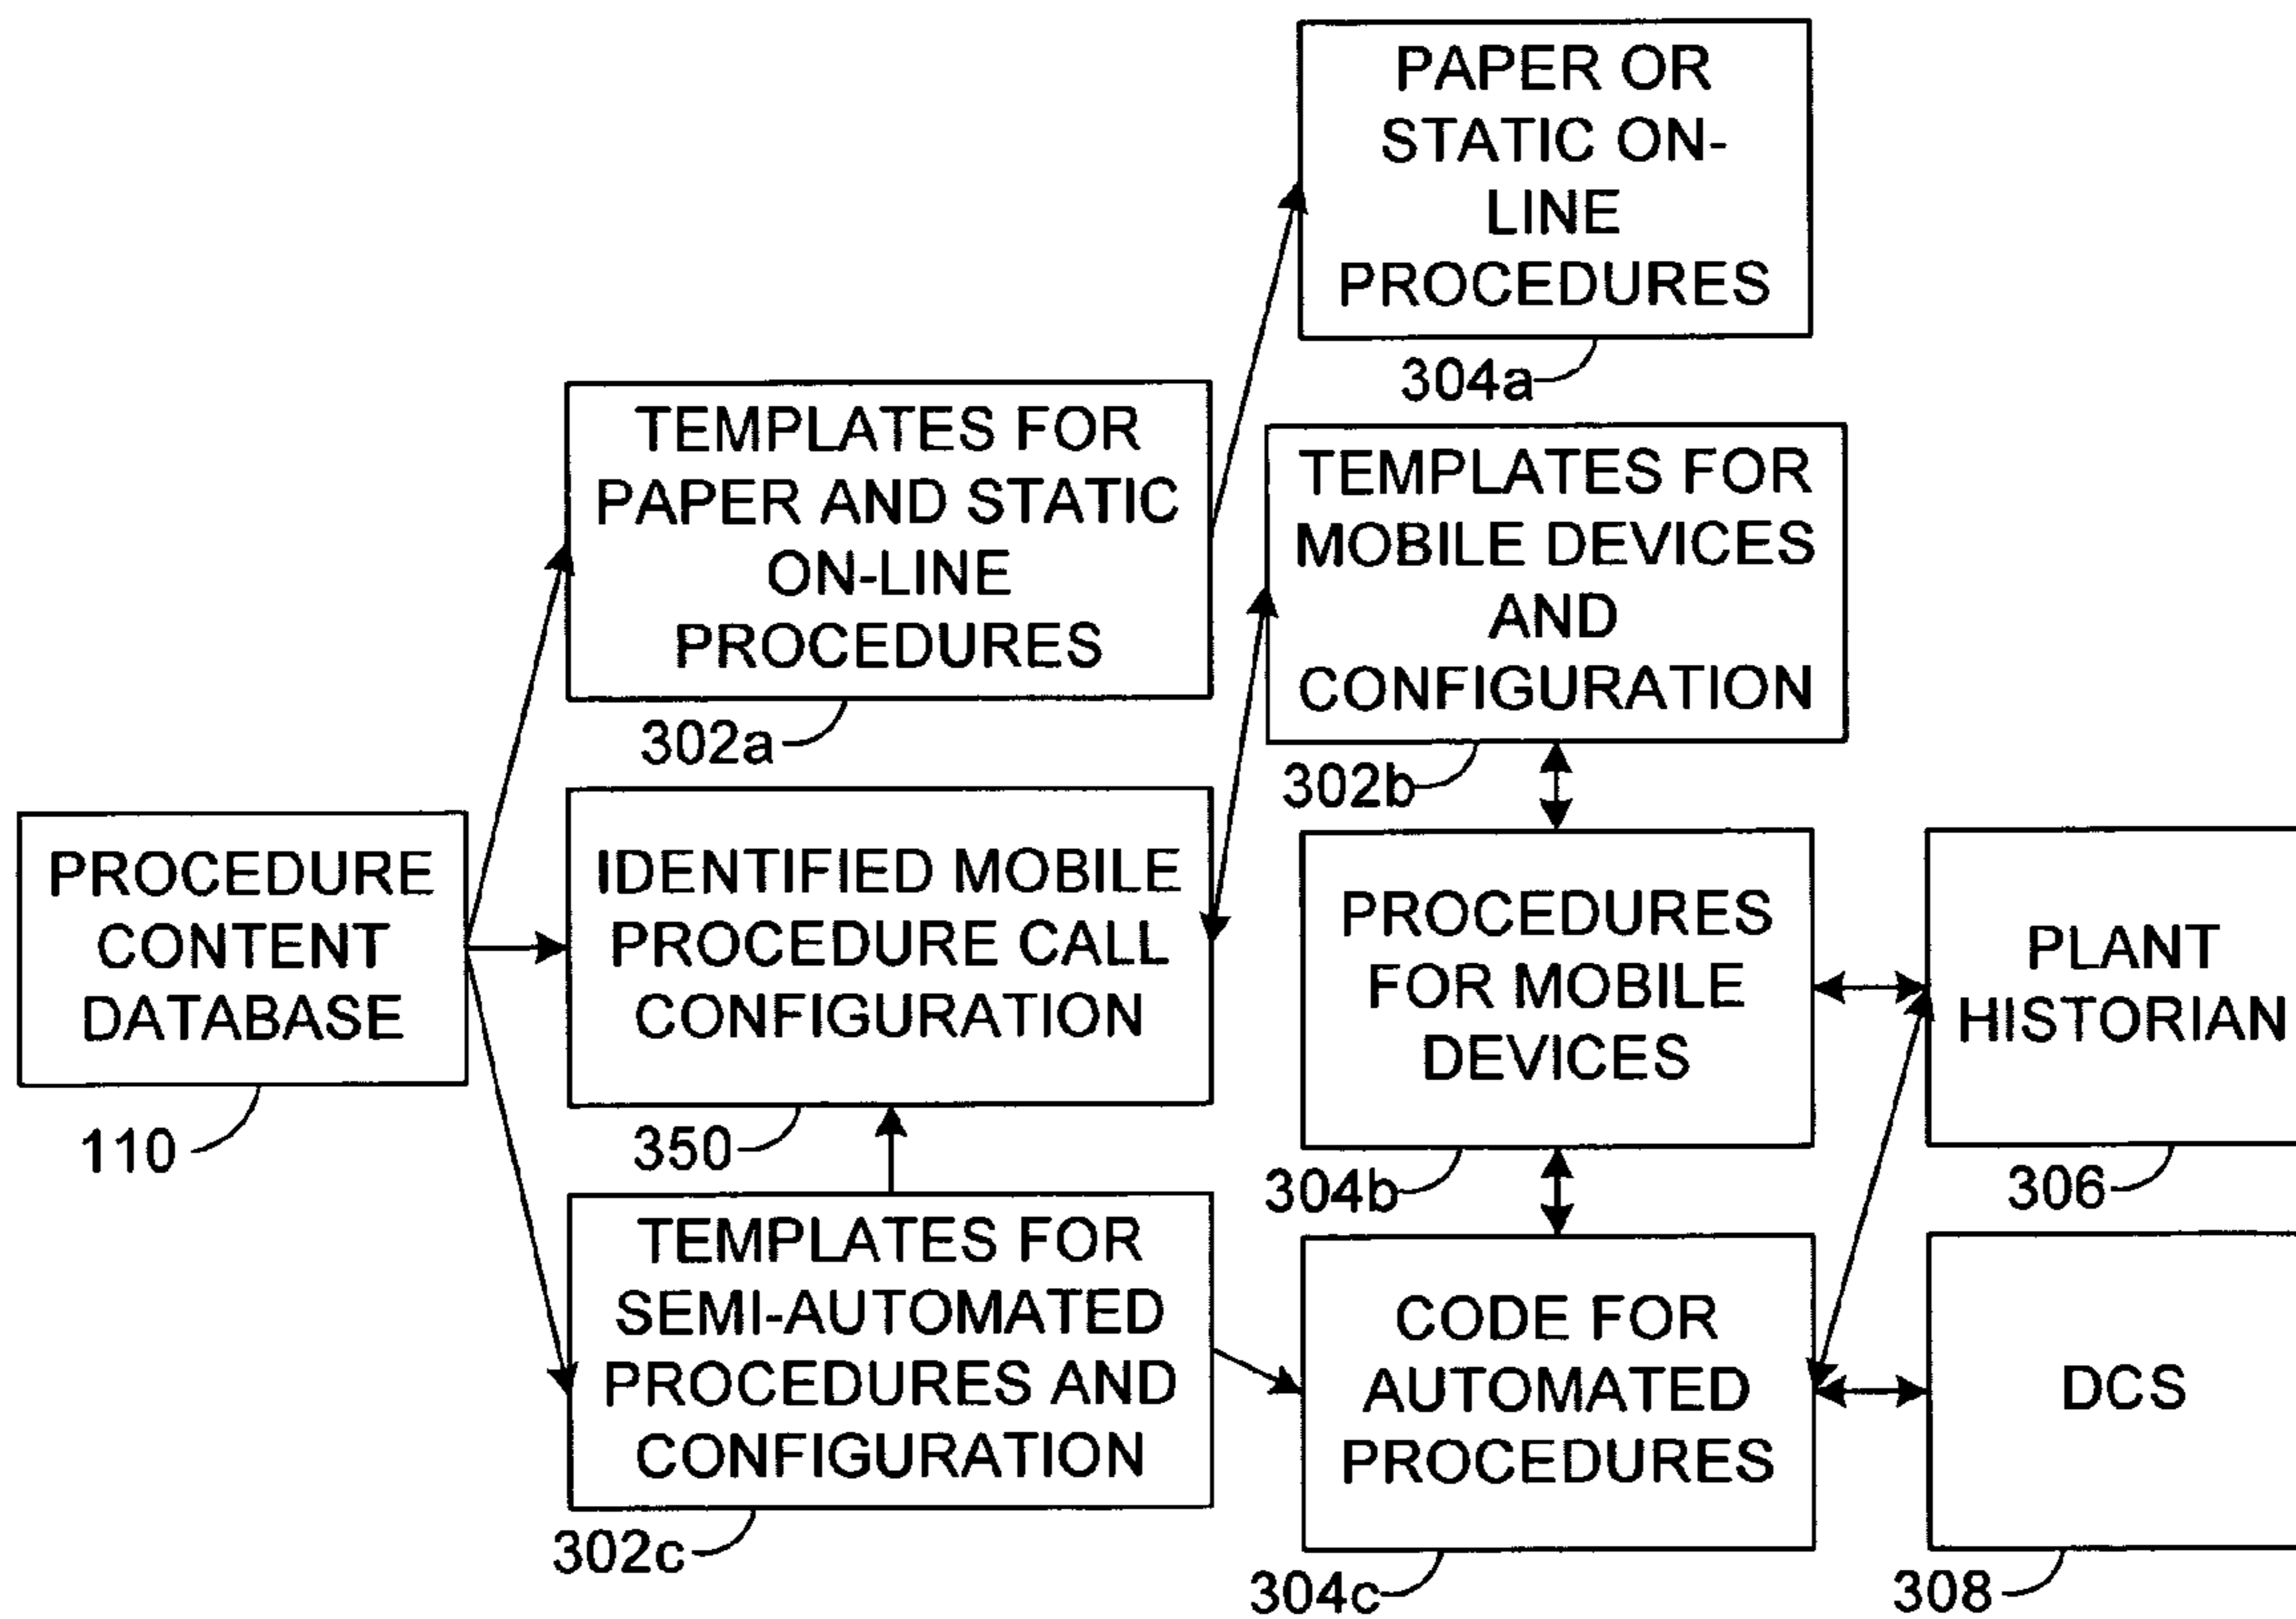 PAPER OR
STATIC ON-
LINE
PROCEDURES
304a
TEMPLATES FOR
PAPER AND STATIC
ON-LINE
PROCEDURES
302a
TEMPLATES FOR
MOBILE DEVICES
AND
CONFIGURATION
302b
PROCEDURE
CONTENT
DATABASE
110
IDENTIFIED MOBILE
PROCEDURE CALL
CONFIGURATION
350
PROCEDURES
FOR MOBILE
DEVICES
304b
PLANT
HISTORIAN
306
TEMPLATES FOR
SEMI-AUTOMATED
PROCEDURES AND
CONFIGURATION
302c
CODE FOR
AUTOMATED
PROCEDURES
304c
DCS
308